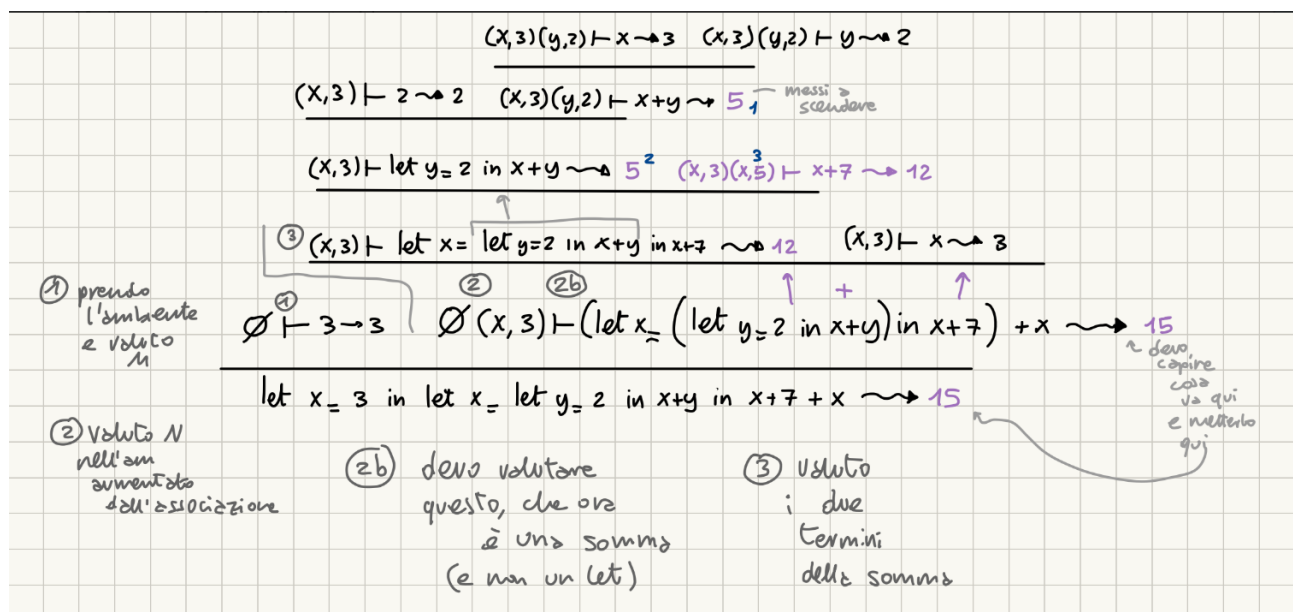 (x,3)(y,2) ⊢ x ⇝ 3 (x,3)(y,2) ⊢ y ⇝ 2
(x,3) ⊢ 2 ⇝ 2 (x,3)(y,2) ⊢ x+y ⇝ 5 1
messi a
scendere
(x,3) ⊢ let y = 2 in x+y ⇝ 5 2 (x,3)(x,5) 3 ⊢ x+7 ⇝ 12
③ (x,3) ⊢ let x = let y=2 in x+y in x+7 ⇝ 12 (x,3) ⊢ x ⇝ 3
① ② 2b +
∅ ⊢ 3 → 3 ∅ (x,3) ⊢ (let x = (let y = 2 in x+y) in x+7) + x ⇝ 15
let x = 3 in let x = let y = 2 in x+y in x+7 + x ⇝ 15
① prendo
l'ambiente
e valuto
M
devo
capire
cosa
va qui
e metterlo
qui
② valuto N
nell'am
aumentato
dall'associazione
2b devo valutare
questo, che ora
è una somma
(e non un let)
③ valuto
i due
termini
della somma